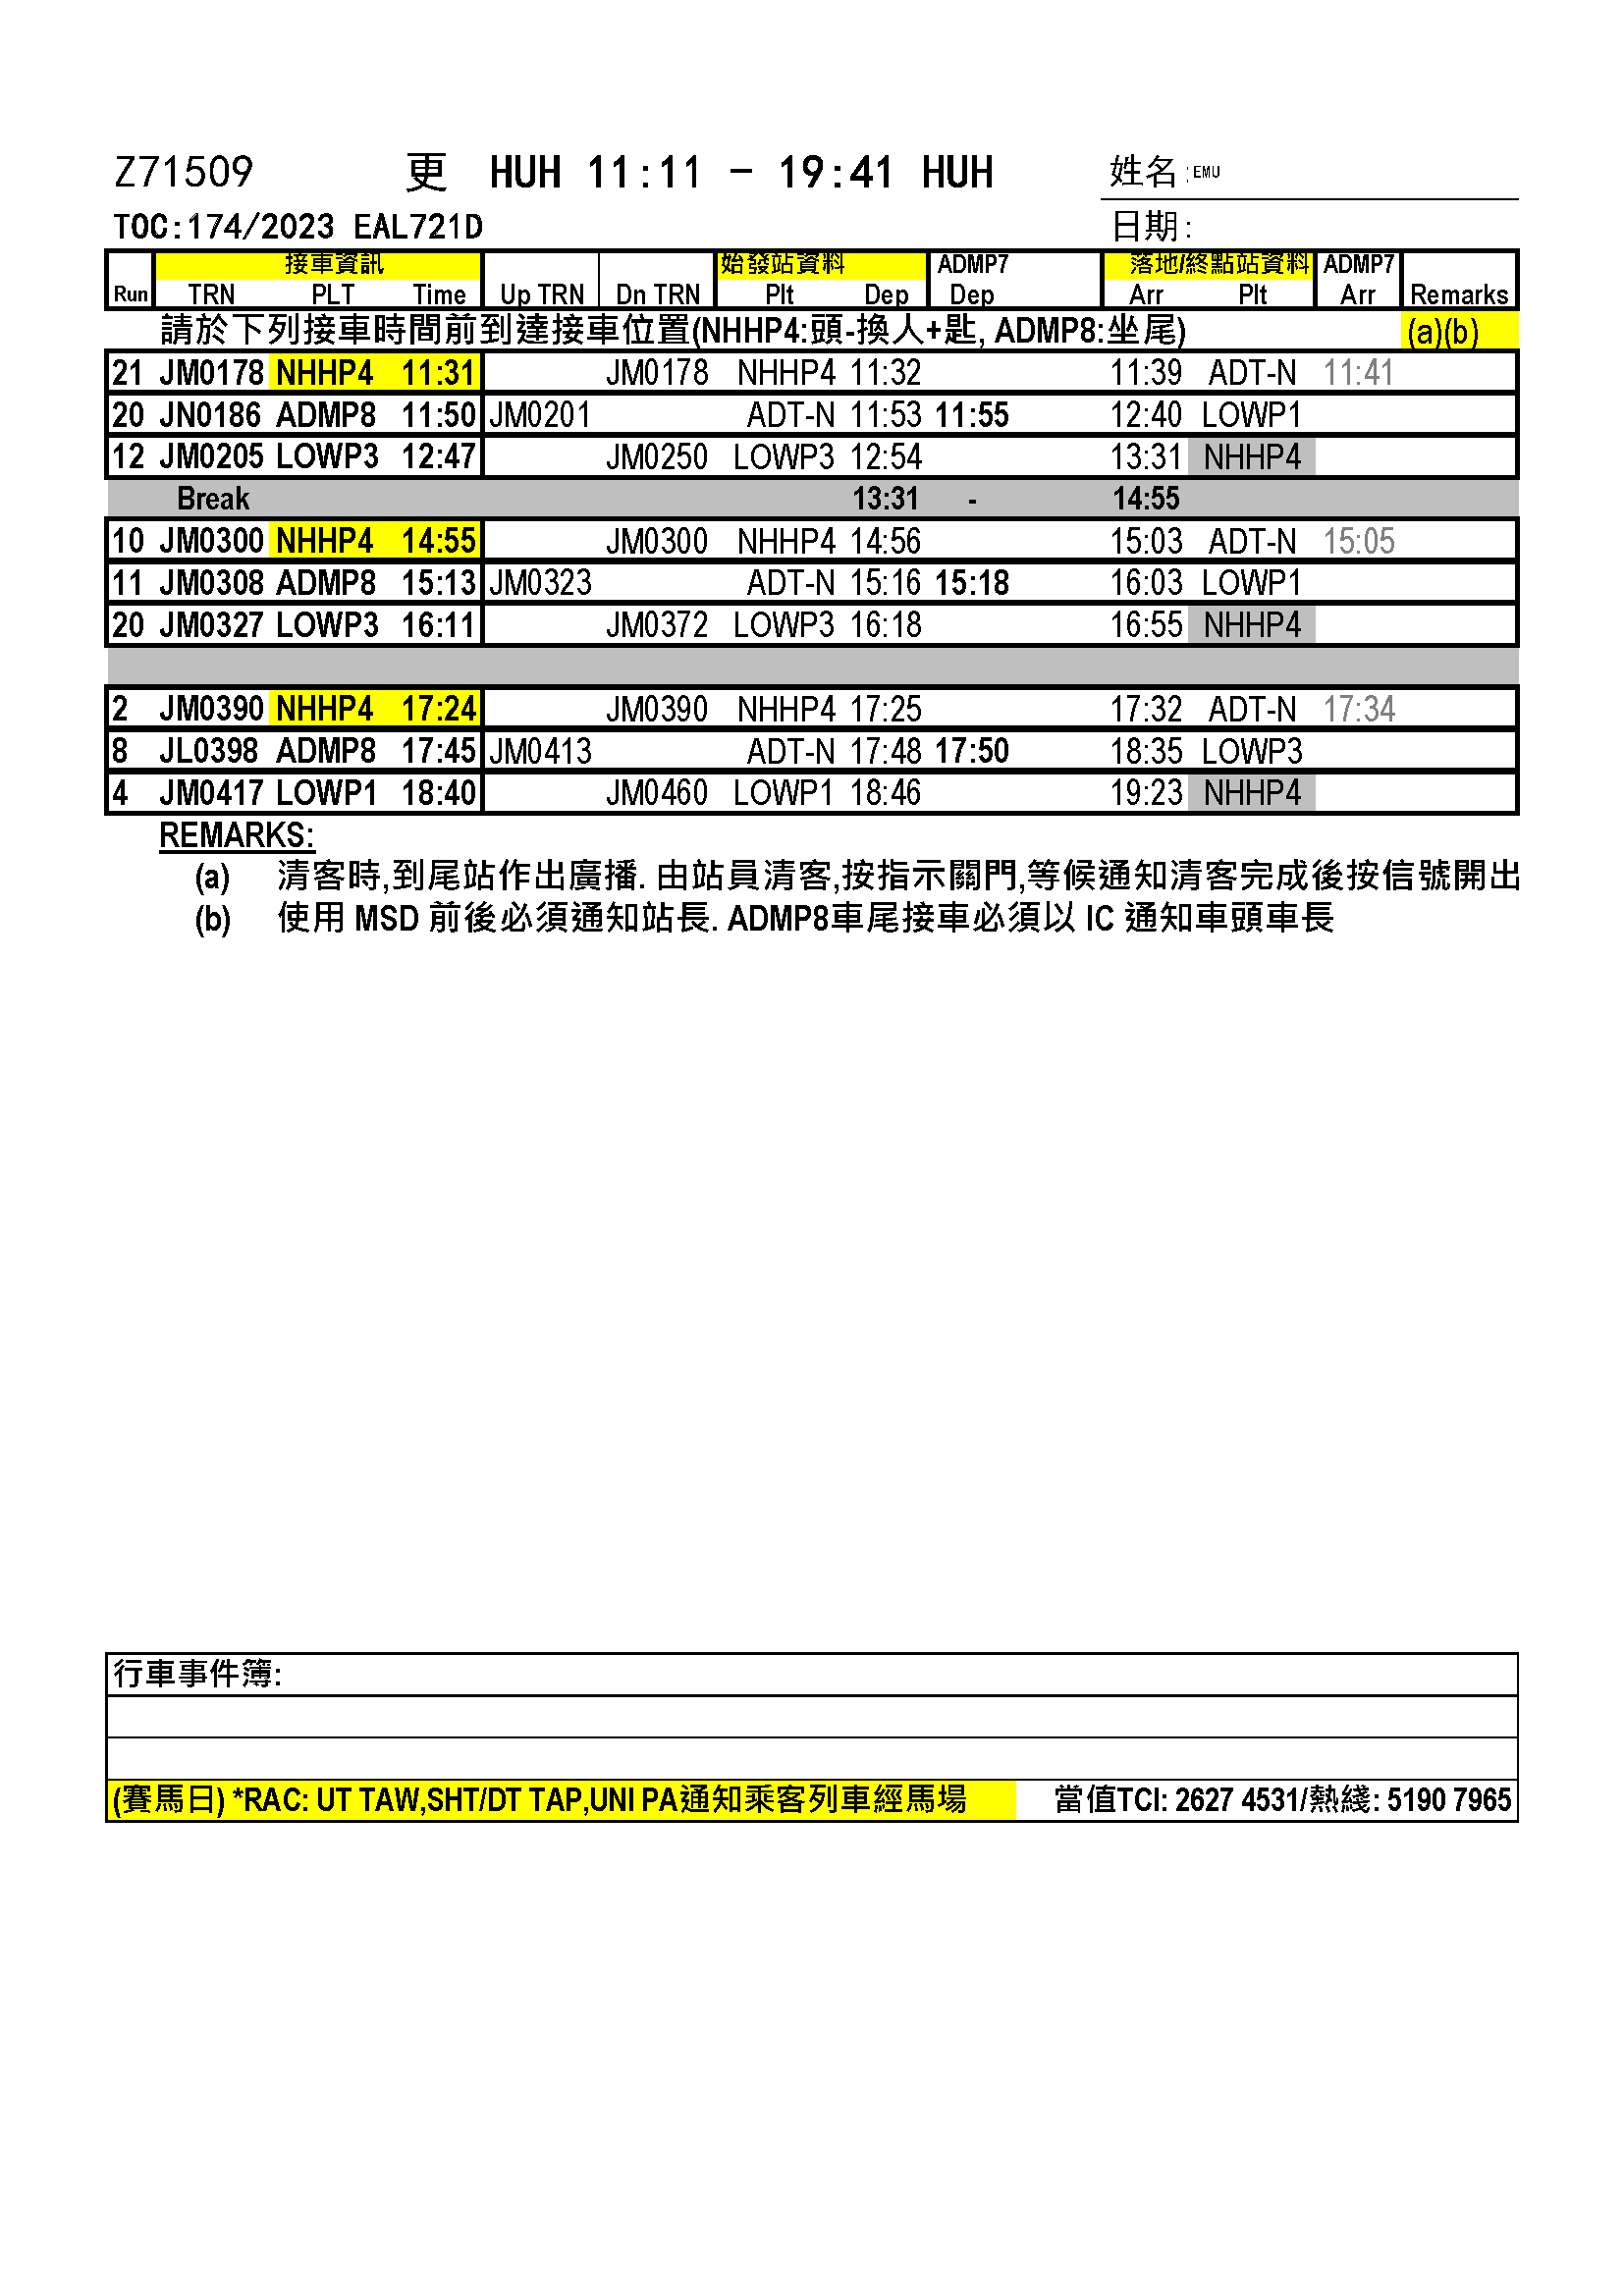 Z71509 更 HUH 11:11 - 19:41 HUH 姓名:EMU
TOC:174/2023 EAL721D 日期:
接車資訊 始發站資料 ADMP7 落地/終點站資料 ADMP7
Run TRN PLT Time Up TRN Dn TRN Plt Dep Dep Arr Plt Arr Remarks
請於下列接車時間前到達接車位置(NHHP4:頭-換人+匙, ADMP8:坐尾) (a)(b)
21 JM0178 NHHP4 11:31 JM0178 NHHP4 11:32 11:39 ADT-N 11:41
20 JN0186 ADMP8 11:50 JM0201 ADT-N 11:53 11:55 12:40 LOWP1
12 JM0205 LOWP3 12:47 JM0250 LOWP3 12:54 13:31 NHHP4
Break 13:31 - 14:55
10 JM0300 NHHP4 14:55 JM0300 NHHP4 14:56 15:03 ADT-N 15:05
11 JM0308 ADMP8 15:13 JM0323 ADT-N 15:16 15:18 16:03 LOWP1
20 JM0327 LOWP3 16:11 JM0372 LOWP3 16:18 16:55 NHHP4
2 JM0390 NHHP4 17:24 JM0390 NHHP4 17:25 17:32 ADT-N 17:34
8 JL0398 ADMP8 17:45 JM0413 ADT-N 17:48 17:50 18:35 LOWP3
4 JM0417 LOWP1 18:40 JM0460 LOWP1 18:46 19:23 NHHP4
REMARKS:
(a) 清客時,到尾站作出廣播. 由站員清客,按指示關門,等候通知清客完成後按信號開出
(b) 使用 MSD 前後必須通知站長. ADMP8車尾接車必須以 IC 通知車頭車長
行車事件簿:
(賽馬日) *RAC: UT TAW,SHT/DT TAP,UNI PA通知乘客列車經馬場 當值TCI: 2627 4531/熱綫: 5190 7965